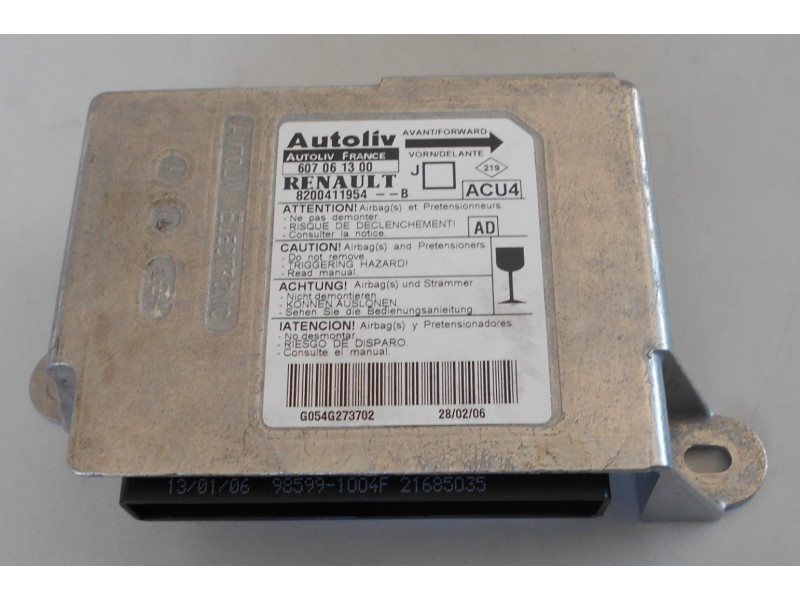 Autoliv
AVANT/FORWARD
AUTOLIV FRANCE
VORN/DELANTE
607 06 13 00
J
219
RENAULT
ACU4
8200411954 --B
ATTENTION! Airbag(s) et Pretensionneurs
- Ne pas demonter.
- RISQUE DE DECLENCHEMENT!
- Consulter la notice.
AD
CAUTION! Airbag(s) and Pretensioners.
- Do not remove
- TRIGGERING HAZARD!
- Read manual
ACHTUNG! Airbag(s) und Strammer
- Nicht demontieren
- KONNEN AUSLONEN.
- Sehen Sie die Bedienungsanleitung
IATENCION! Airbag(s) y Pretensionadores.
- No desmontar
- RIESGO DE DISPARO.
- Consulte el manual.
G054G273702
28/02/06
13/01/06 98599-1004F 21685035